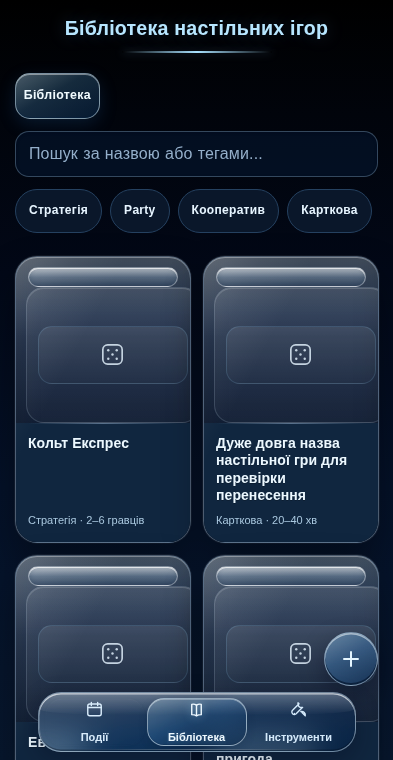 Бібліотека настільних ігор
Бібліотека
Пошук за назвою або тегами...
Стратегія
Party
Кооператив
Карткова
Кольт Експрес
Стратегія · 2–6 гравців
Дуже довга назва
настільної гри для
перевірки
перенесення
Карткова · 20–40 хв
Події
Бібліотека
Інструменти
пригода